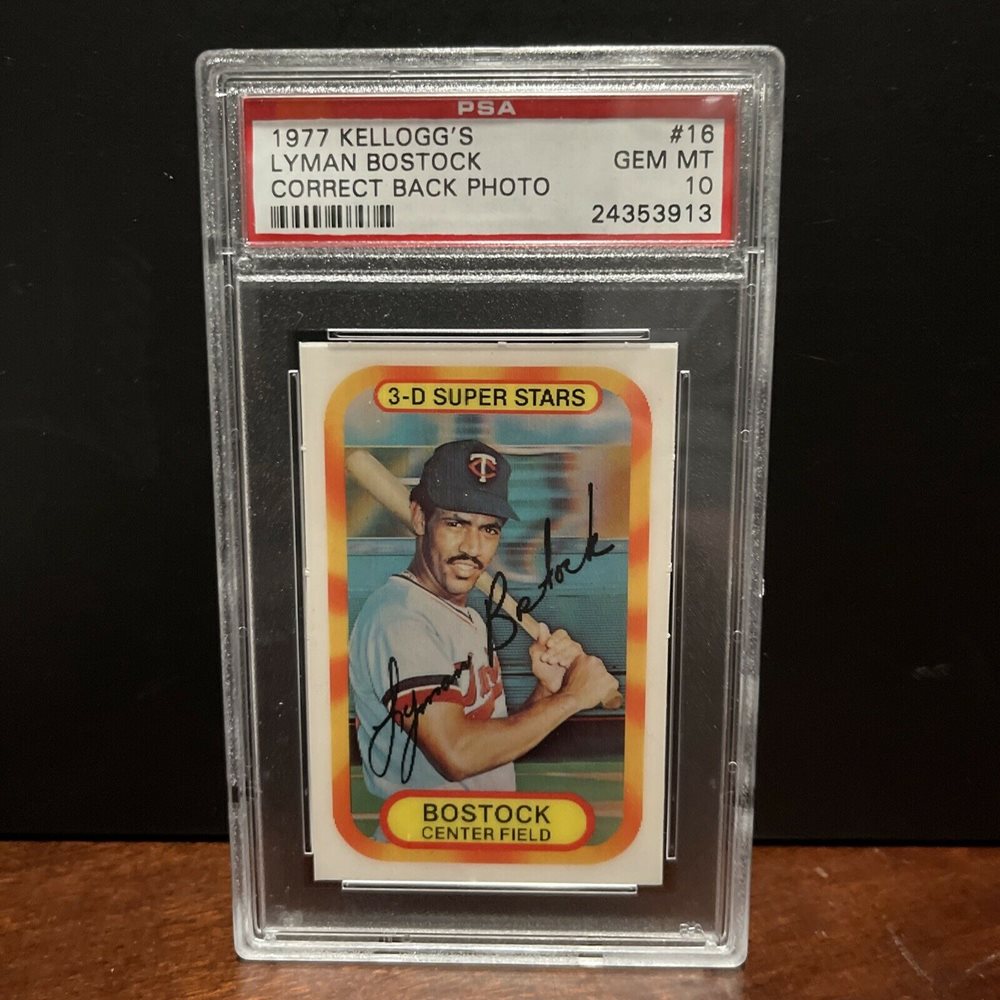 PSA
1977 KELLOGG'S #16
LYMAN BOSTOCK GEM MT
CORRECT BACK PHOTO 10
24353913
3-D SUPER STARS
TC
Twins
Lyman Bostock
BOSTOCK
CENTER FIELD